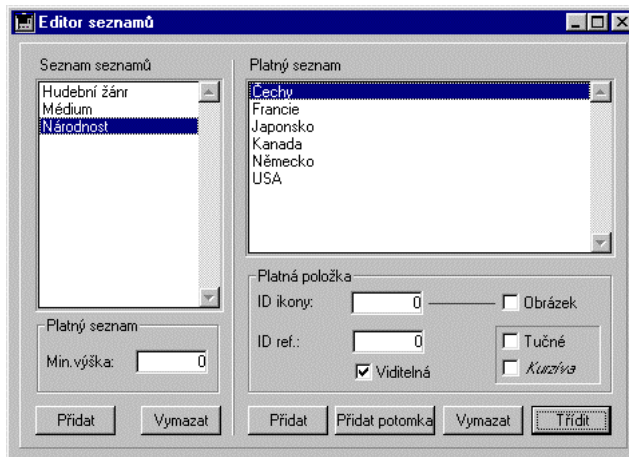 Editor seznamů
Seznam seznamů
Hudební žánr
Médium
Národnost
Platný seznam
Min.výška: 0
Přidat Vymazat
Platný seznam
Čechy
Francie
Japonsko
Kanada
Německo
USA
Platná položka
ID ikony: 0 Obrázek
ID ref.: 0 Tučné
Viditelná Kurzíva
Přidat Přidat potomka Vymazat Třídit